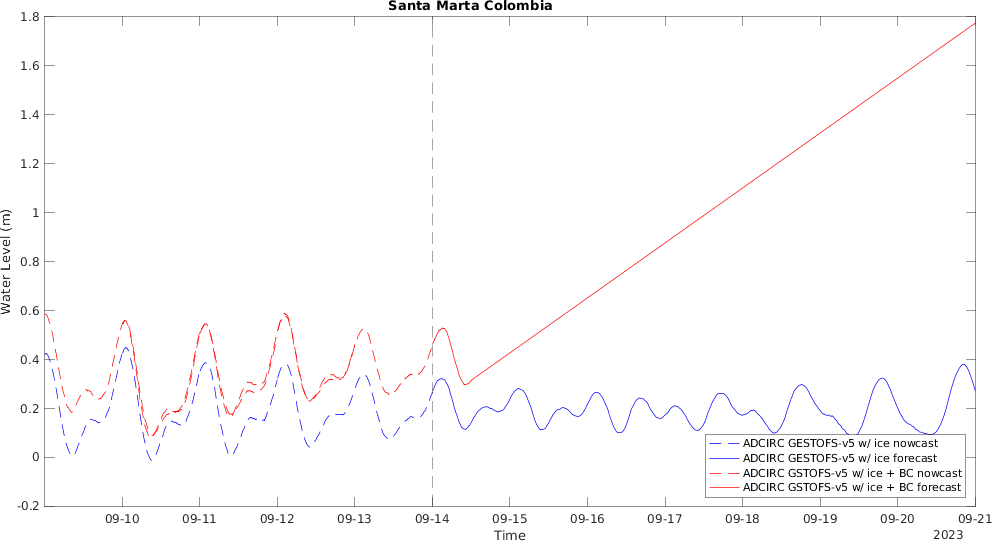 Santa Marta Colombia
1.8
1.6
1.4
1.2
1
0.8
0.6
0.4
0.2
0
-0.2
Water Level (m)
ADCIRC GESTOFS-v5 w/ ice nowcast
ADCIRC GESTOFS-v5 w/ ice forecast
ADCIRC GSTOFS-v5 w/ ice + BC nowcast
ADCIRC GSTOFS-v5 w/ ice + BC forecast
09-10 09-11 09-12 09-13 09-14 09-15 09-16 09-17 09-18 09-19 09-20 09-21
Time
2023